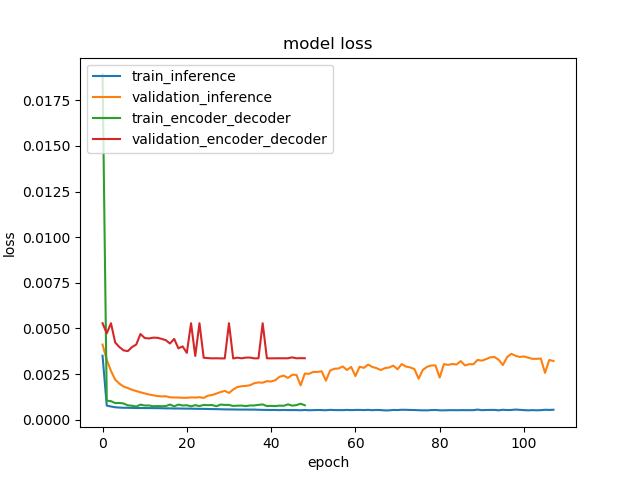 model loss
train_inference
validation_inference
train_encoder_decoder
validation_encoder_decoder
loss
0.0175
0.0150
0.0125
0.0100
0.0075
0.0050
0.0025
0.0000
0 20 40 60 80 100
epoch